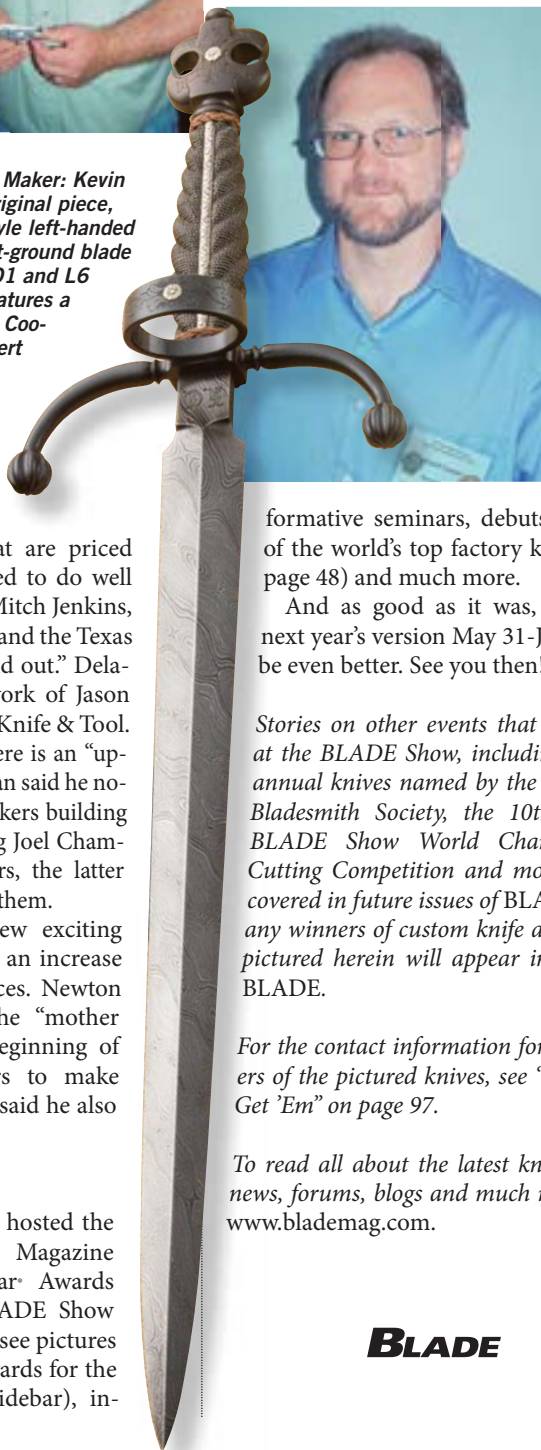 Maker: Kevin
riginal piece,
yle left-handed
t-ground blade
O1 and L6
atures a
Coo-
ert
at are priced
ed to do well
Mitch Jenkins,
and the Texas
d out.” Dela-
work of Jason
Knife & Tool.
ere is an “up-
an said he no-
kers building
g Joel Cham-
rs, the latter
them.
ew exciting
an increase
ces. Newton
he “mother
eginning of
rs to make
said he also
hosted the
Magazine
ar® Awards
ADE Show
see pictures
ards for the
idebar), in-
formative seminars, debuts
of the world’s top factory k
page 48) and much more.
And as good as it was,
next year’s version May 31-J
be even better. See you then!
Stories on other events that
at the BLADE Show, includin
annual knives named by the
Bladesmith Society, the 10t
BLADE Show World Cha
Cutting Competition and mo
covered in future issues of BLA
any winners of custom knife a
pictured herein will appear in
BLADE.
For the contact information for
ers of the pictured knives, see “
Get ’Em” on page 97.
To read all about the latest kn
news, forums, blogs and much
www.blademag.com.
BLADE